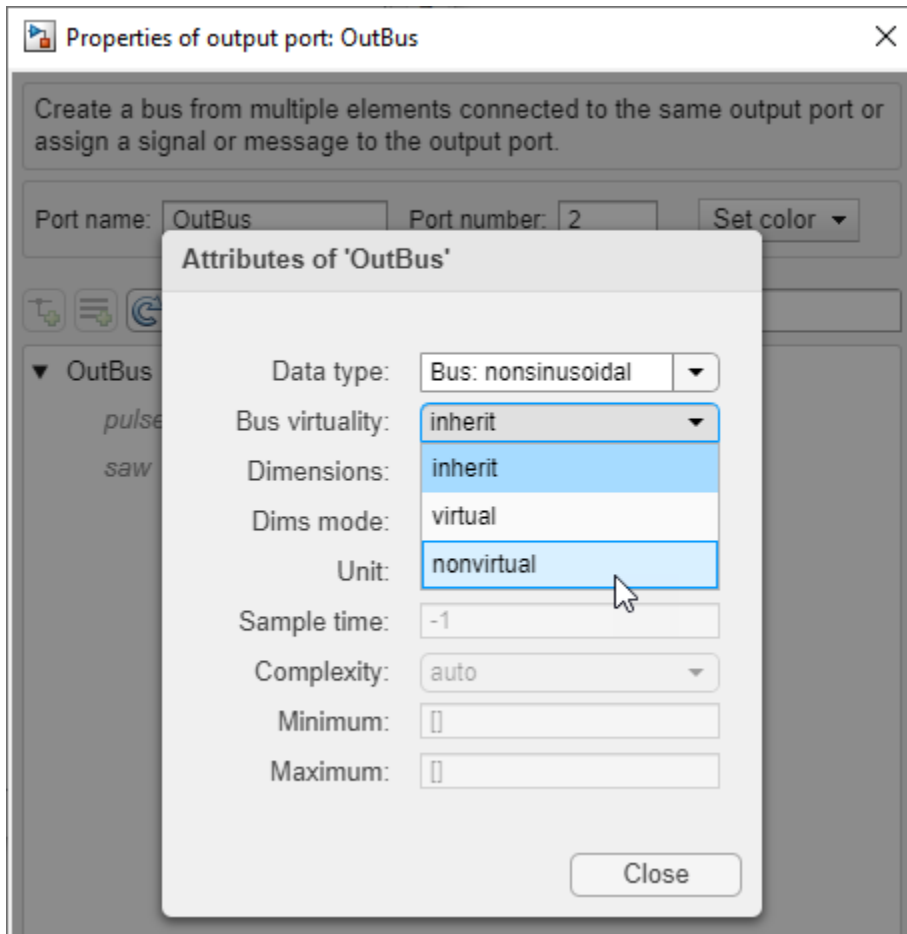 Properties of output port: OutBus
Create a bus from multiple elements connected to the same output port or
assign a signal or message to the output port.
Port name: OutBus Port number: 2 Set color
Attributes of 'OutBus'
OutBus
pulse
saw
Data type: Bus: nonsinusoidal
Bus virtuality: inherit
inherit
Dimensions:
virtual
Dims mode:
nonvirtual
Unit:
Sample time: -1
Complexity: auto
Minimum: []
Maximum: []
Close